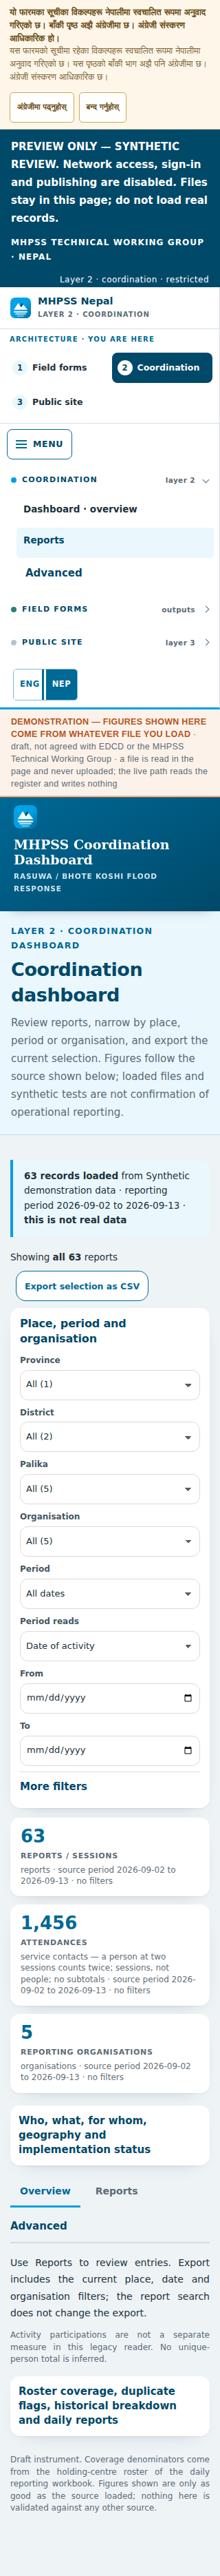 यो फारमका सूचीका विकल्पहरू नेपालीमा स्वचालित रूपमा अनुवाद
गरिएको छ। बाँकी पृष्ठ अझै अंग्रेजीमा छ। अंग्रेजी संस्करण
आधिकारिक हो।
यस फारमको सूचीमा रहेका विकल्पहरू स्वचालित रूपमा नेपालीमा
अनुवाद गरिएको छ। यस पृष्ठको बाँकी भाग अझै पनि अंग्रेजीमा छ।
अंग्रेजी संस्करण आधिकारिक छ।
अंग्रेजीमा पढ्नुहोस्
बन्द गर्नुहोस्
PREVIEW ONLY — SYNTHETIC
REVIEW. Network access, sign-in
and publishing are disabled. Files
stay in this page; do not load real
records.
MHPSS TECHNICAL WORKING GROUP
· NEPAL
Layer 2 · coordination · restricted
MHPSS Nepal
LAYER 2 · COORDINATION
ARCHITECTURE · YOU ARE HERE
1 Field forms
2 Coordination
3 Public site
MENU
COORDINATION layer 2
Dashboard · overview
Reports
Advanced
FIELD FORMS outputs
PUBLIC SITE layer 3
ENG NEP
DEMONSTRATION — FIGURES SHOWN HERE
COME FROM WHATEVER FILE YOU LOAD ·
draft, not agreed with EDCD or the MHPSS
Technical Working Group · a file is read in the
page and never uploaded; the live path reads the
register and writes nothing
MHPSS Coordination
Dashboard
RASUWA / BHOTE KOSHI FLOOD
RESPONSE
LAYER 2 · COORDINATION
DASHBOARD
Coordination
dashboard
Review reports, narrow by place,
period or organisation, and export the
current selection. Figures follow the
source shown below; loaded files and
synthetic tests are not confirmation of
operational reporting.
63 records loaded from Synthetic
demonstration data · reporting
period 2026-09-02 to 2026-09-13 ·
this is not real data
Showing all 63 reports
Export selection as CSV
Place, period and
organisation
Province
All (1)
District
All (2)
Palika
All (5)
Organisation
All (5)
Period
All dates
Period reads
Date of activity
From
mm/dd/yyyy
To
mm/dd/yyyy
More filters
63
REPORTS / SESSIONS
reports · source period 2026-09-02 to
2026-09-13 · no filters
1,456
ATTENDANCES
service contacts — a person at two
sessions counts twice; sessions, not
people; no subtotals · source period 2026-
09-02 to 2026-09-13 · no filters
5
REPORTING ORGANISATIONS
organisations · source period 2026-09-02
to 2026-09-13 · no filters
Who, what, for whom,
geography and
implementation status
Overview Reports
Advanced
Use Reports to review entries. Export
includes the current place, date and
organisation filters; the report search
does not change the export.
Activity participations are not a separate
measure in this legacy reader. No unique-
person total is inferred.
Roster coverage, duplicate
flags, historical breakdown
and daily reports
Draft instrument. Coverage denominators come
from the holding-centre roster of the daily
reporting workbook. Figures shown are only as
good as the source loaded; nothing here is
validated against any other source.